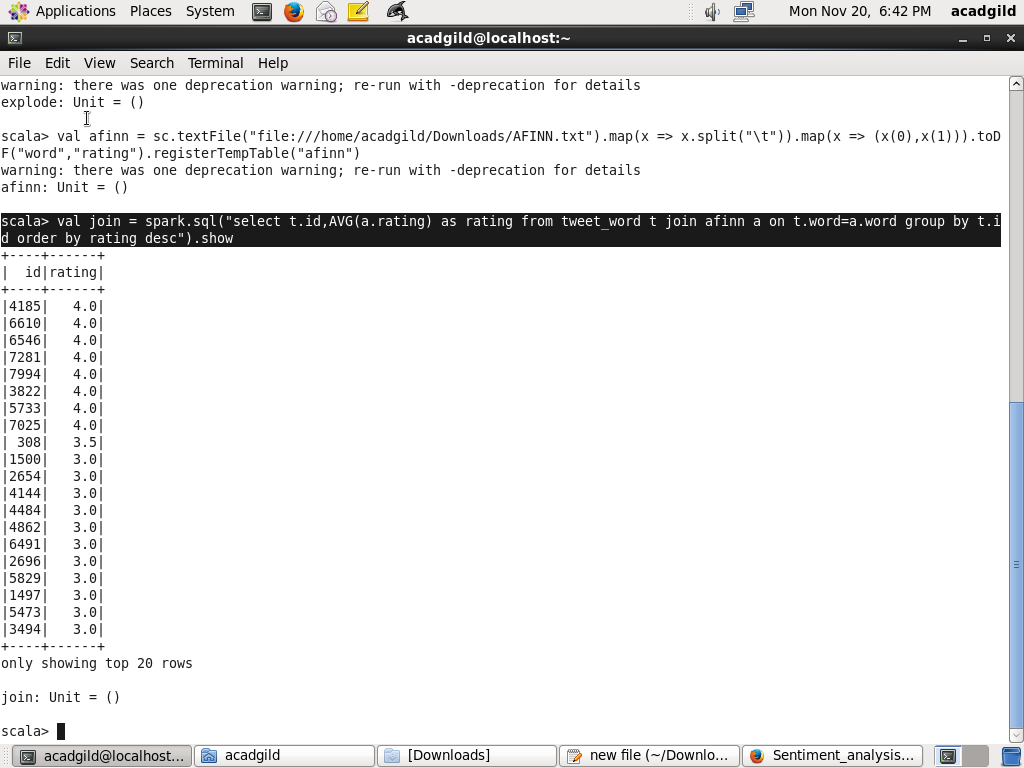 Applications Places System Mon Nov 20, 6:42 PM acadgild
acadgild@localhost:~
File Edit View Search Terminal Help
warning: there was one deprecation warning; re-run with -deprecation for details
explode: Unit = ()
scala> val afinn = sc.textFile("file:///home/acadgild/Downloads/AFINN.txt").map(x => x.split("\t")).map(x => (x(0),x(1))).toD
F("word","rating").registerTempTable("afinn")
warning: there was one deprecation warning; re-run with -deprecation for details
afinn: Unit = ()
scala> val join = spark.sql("select t.id,AVG(a.rating) as rating from tweet_word t join afinn a on t.word=a.word group by t.i
d order by rating desc").show
+----+------+
|  id|rating|
+----+------+
|4185|   4.0|
|6610|   4.0|
|6546|   4.0|
|7281|   4.0|
|7994|   4.0|
|3822|   4.0|
|5733|   4.0|
|7025|   4.0|
| 308|   3.5|
|1500|   3.0|
|2654|   3.0|
|4144|   3.0|
|4484|   3.0|
|4862|   3.0|
|6491|   3.0|
|2696|   3.0|
|5829|   3.0|
|1497|   3.0|
|5473|   3.0|
|3494|   3.0|
+----+------+
only showing top 20 rows
join: Unit = ()
scala>
acadgild@localhost... acadgild [Downloads] new file (~/Downlo... Sentiment_analysis...